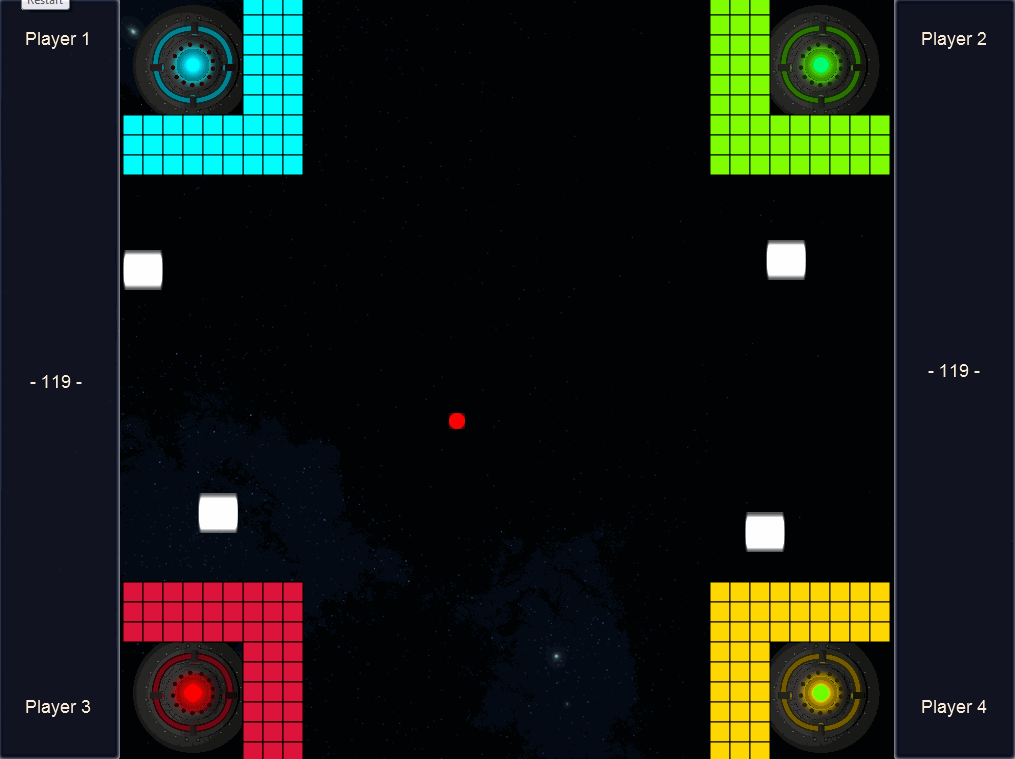 Restart
Player 1
Player 2
- 119 -
- 119 -
Player 3
Player 4